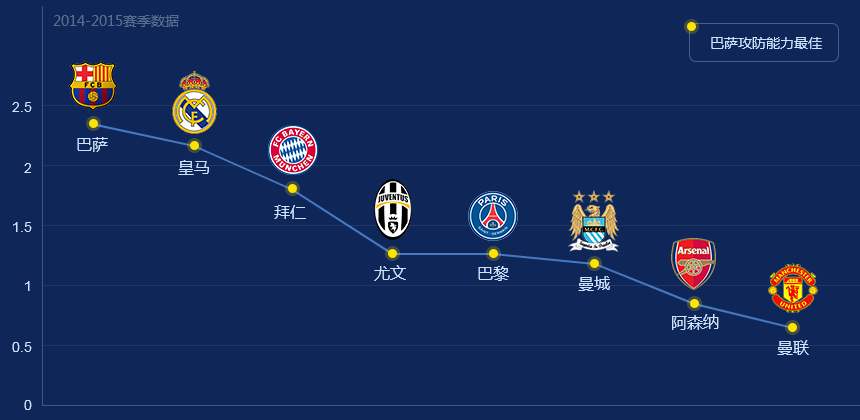 2014-2015赛季数据
巴萨攻防能力最佳
2.5
2
1.5
1
0.5
0
FCB
巴萨
皇马
FC BAYERN
MÜNCHEN
拜仁
JUVENTUS
尤文
PARIS
SAINT-GERMAIN
巴黎
M.C.F.C.
曼城
Arsenal
阿森纳
MANCHESTER
UNITED
曼联